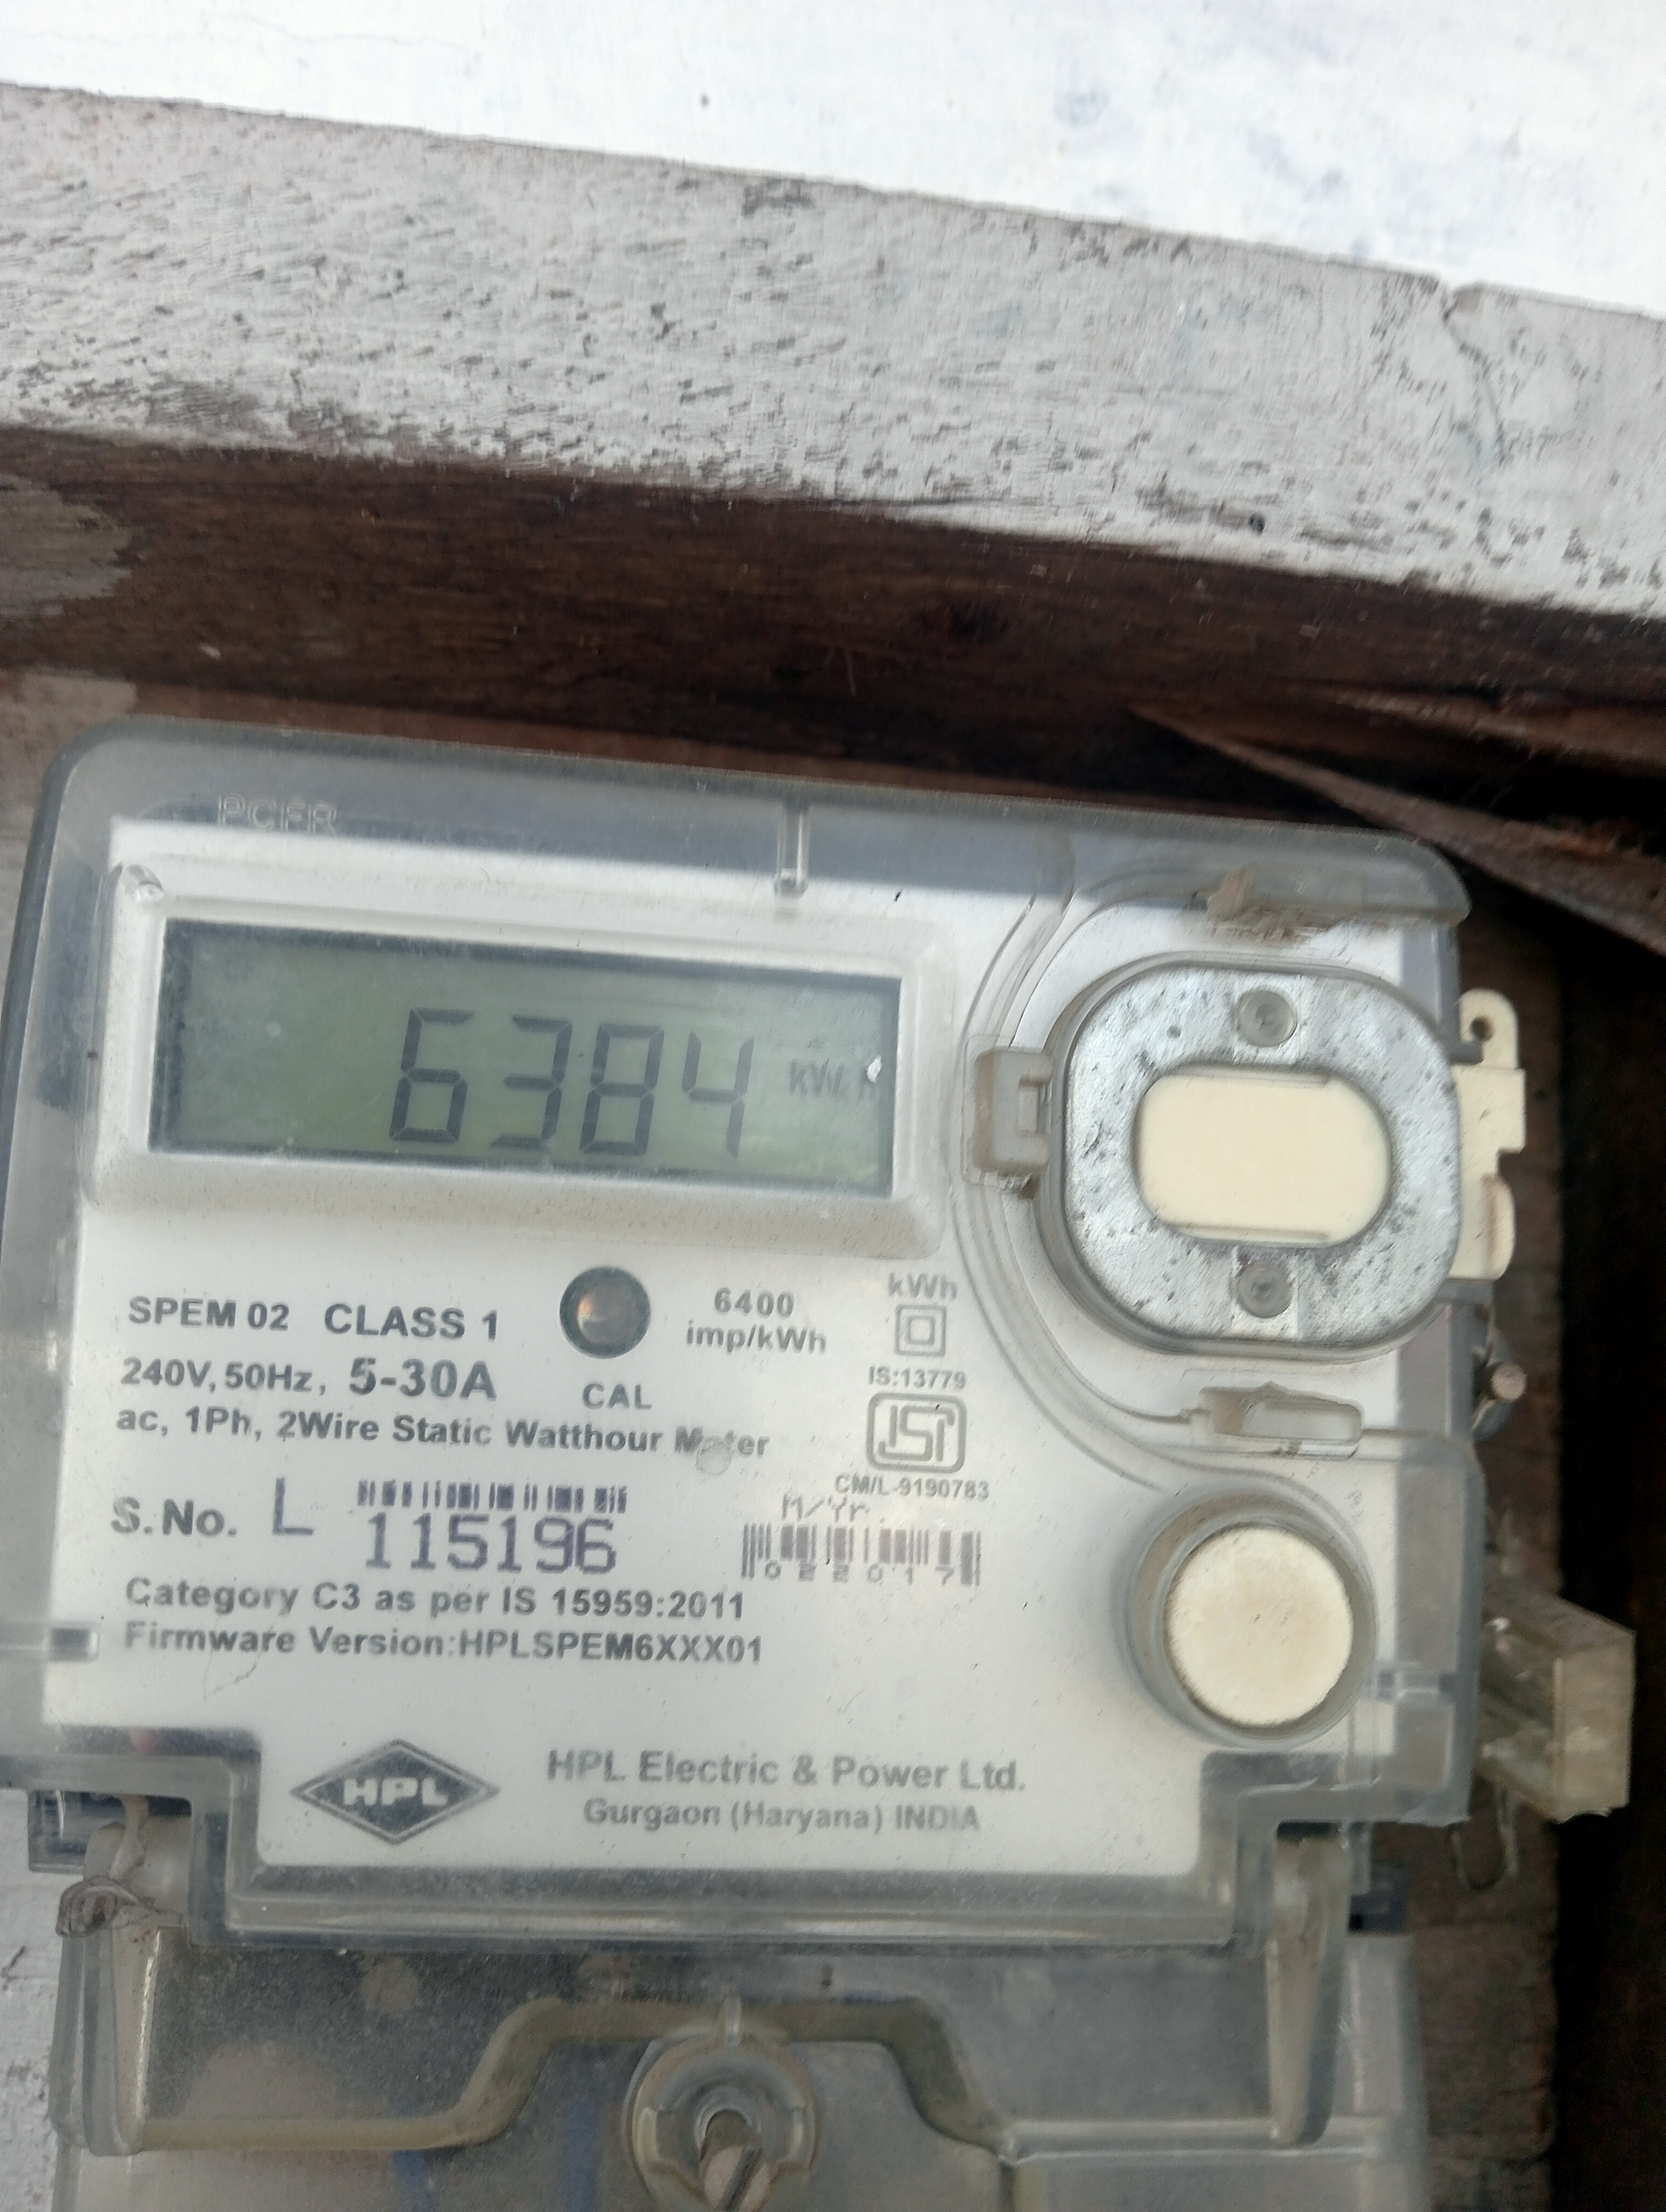 PCER
6384 kWh
SPEM 02 CLASS 1
6400
imp/kWh
kWh
240V, 50Hz, 5-30A
CAL
IS:13779
ac, 1Ph, 2Wire Static Watthour Meter
ISI
CM/L-9190783
S.No. L 115196
M/Yr
022017
Category C3 as per IS 15959:2011
Firmware Version:HPLSPEM6XXX01
HPL
HPL Electric & Power Ltd.
Gurgaon (Haryana) INDIA